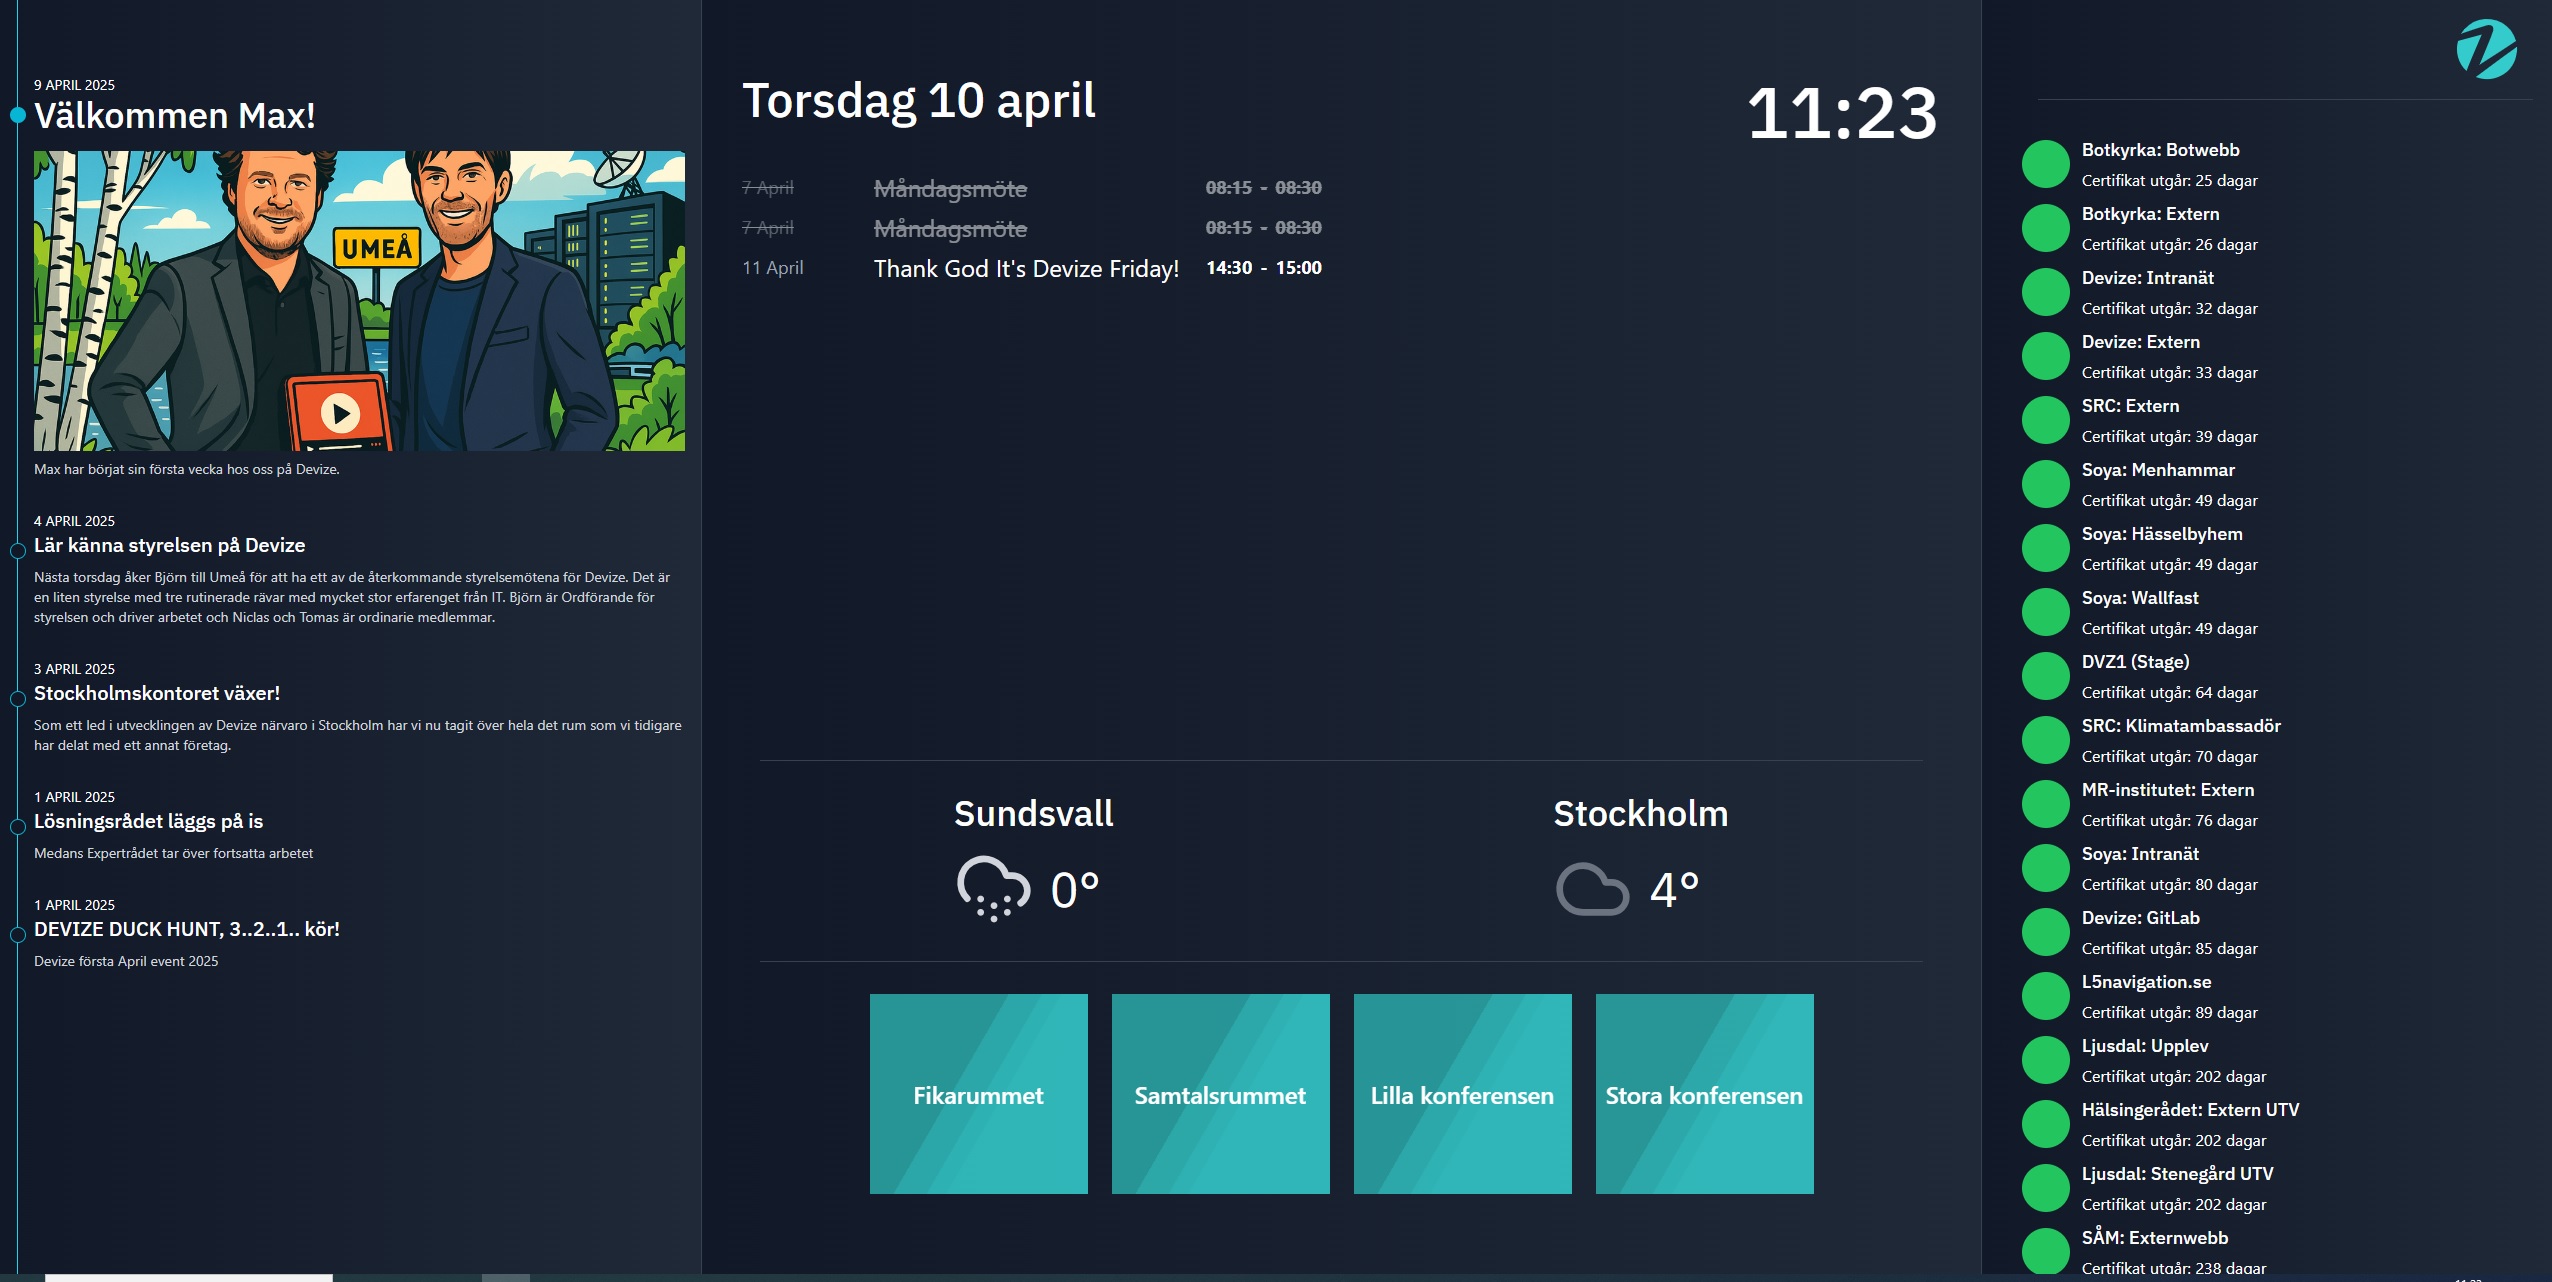 9 APRIL 2025
Välkommen Max!
UMEÅ
Max har börjat sin första vecka hos oss på Devize.
4 APRIL 2025
Lär känna styrelsen på Devize
Nästa torsdag åker Björn till Umeå för att ha ett av de återkommande styrelsemötena för Devize. Det är
en liten styrelse med tre rutinerade rävar med mycket stor erfarenget från IT. Björn är Ordförande för
styrelsen och driver arbetet och Niclas och Tomas är ordinarie medlemmar.
3 APRIL 2025
Stockholmskontoret växer!
Som ett led i utvecklingen av Devize närvaro i Stockholm har vi nu tagit över hela det rum som vi tidigare
har delat med ett annat företag.
1 APRIL 2025
Lösningsrådet läggs på is
Medans Expertrådet tar över fortsatta arbetet
1 APRIL 2025
DEVIZE DUCK HUNT, 3..2..1.. kör!
Devize första April event 2025
Torsdag 10 april
11:23
7 April Måndagsmöte 08:15 - 08:30
7 April Måndagsmöte 08:15 - 08:30
11 April Thank God It's Devize Friday! 14:30 - 15:00
Sundsvall
0°
Stockholm
4°
Fikarummet
Samtalsrummet
Lilla konferensen
Stora konferensen
Botkyrka: Botwebb
Certifikat utgår: 25 dagar
Botkyrka: Extern
Certifikat utgår: 26 dagar
Devize: Intranät
Certifikat utgår: 32 dagar
Devize: Extern
Certifikat utgår: 33 dagar
SRC: Extern
Certifikat utgår: 39 dagar
Soya: Menhammar
Certifikat utgår: 49 dagar
Soya: Hässelbyhem
Certifikat utgår: 49 dagar
Soya: Wallfast
Certifikat utgår: 49 dagar
DVZ1 (Stage)
Certifikat utgår: 64 dagar
SRC: Klimatambassadör
Certifikat utgår: 70 dagar
MR-institutet: Extern
Certifikat utgår: 76 dagar
Soya: Intranät
Certifikat utgår: 80 dagar
Devize: GitLab
Certifikat utgår: 85 dagar
L5navigation.se
Certifikat utgår: 89 dagar
Ljusdal: Upplev
Certifikat utgår: 202 dagar
Hälsingerådet: Extern UTV
Certifikat utgår: 202 dagar
Ljusdal: Stenegård UTV
Certifikat utgår: 202 dagar
SÅM: Externwebb
Certifikat utgår: 238 dagar